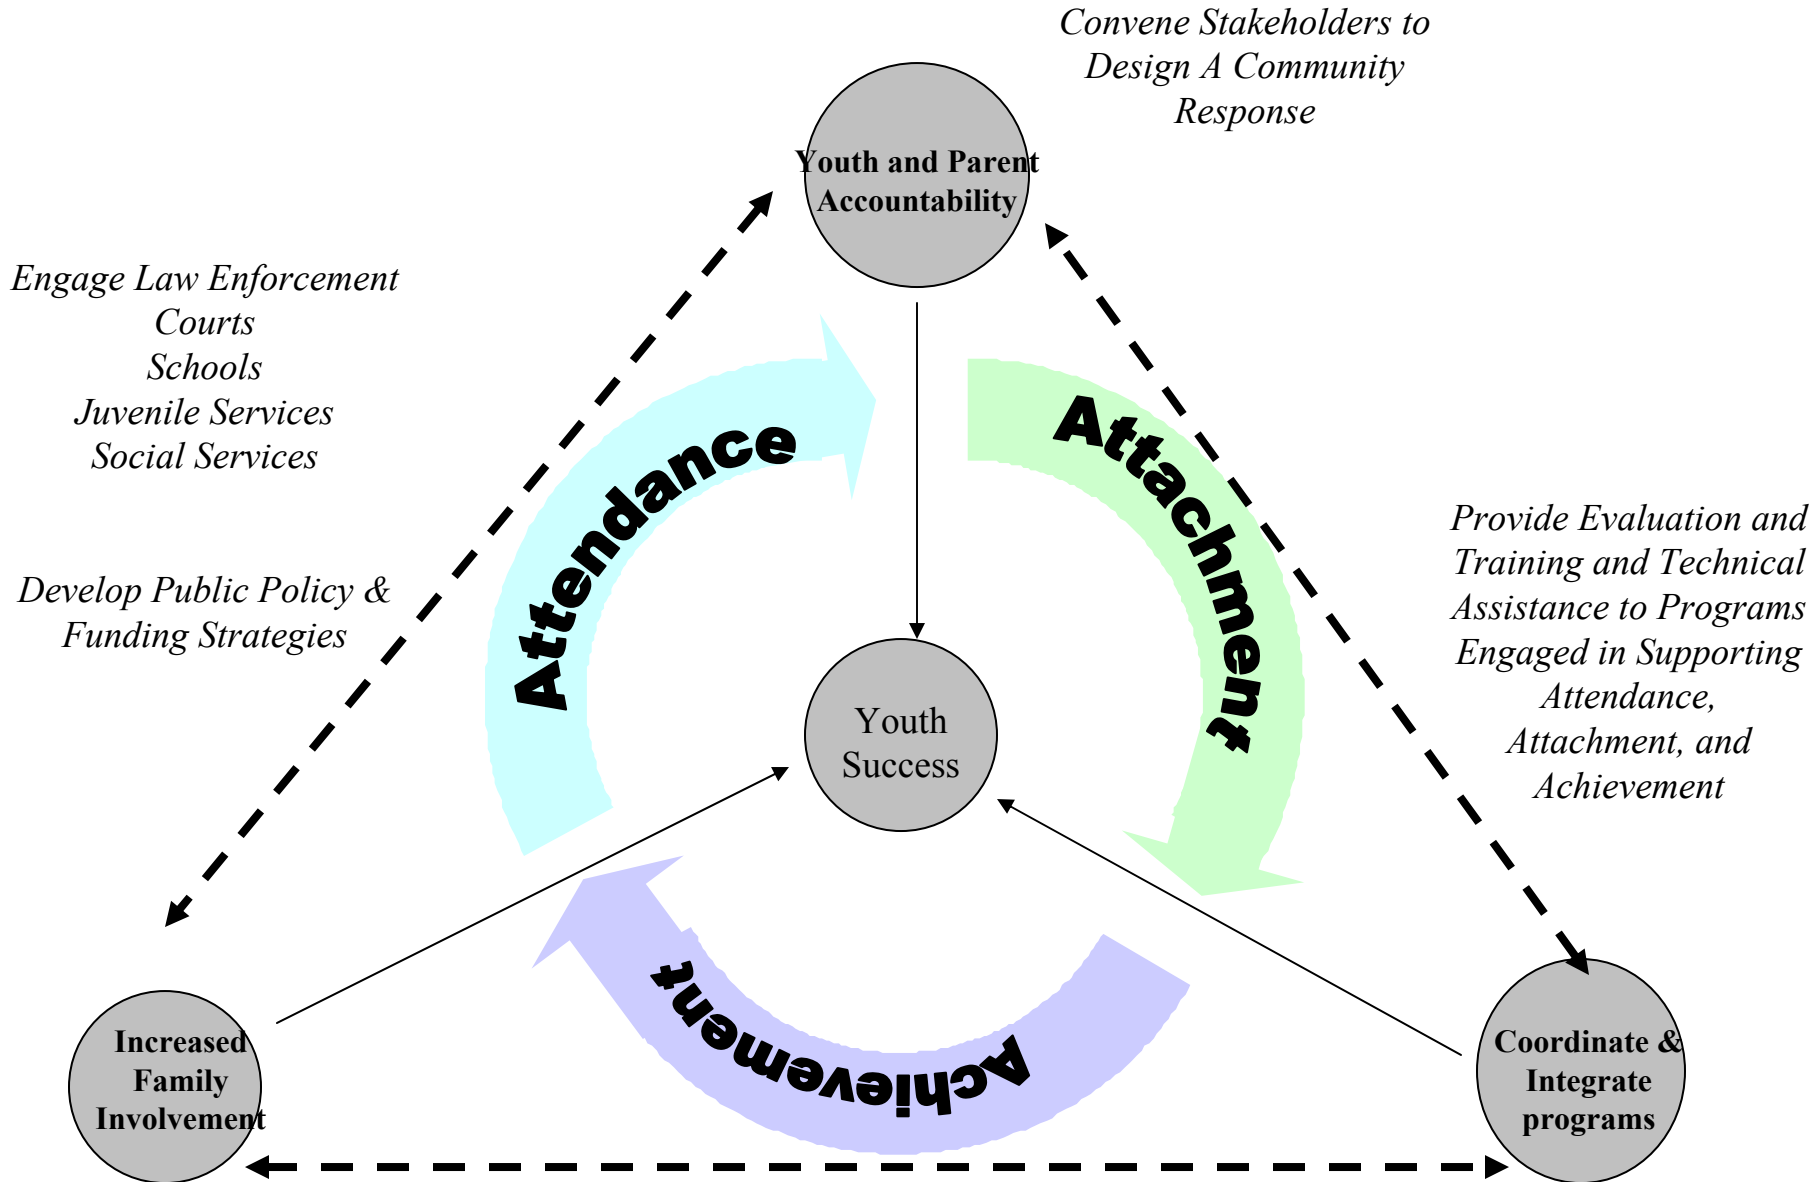 Convene Stakeholders to
Design A Community
Response
Youth and Parent
Accountability
Engage Law Enforcement
Courts
Schools
Juvenile Services
Social Services
Develop Public Policy &
Funding Strategies
Attendance
Attachment
Provide Evaluation and
Training and Technical
Assistance to Programs
Engaged in Supporting
Attendance,
Attachment, and
Achievement
Youth
Success
Achievement
Increased
Family
Involvement
Coordinate &
Integrate
programs